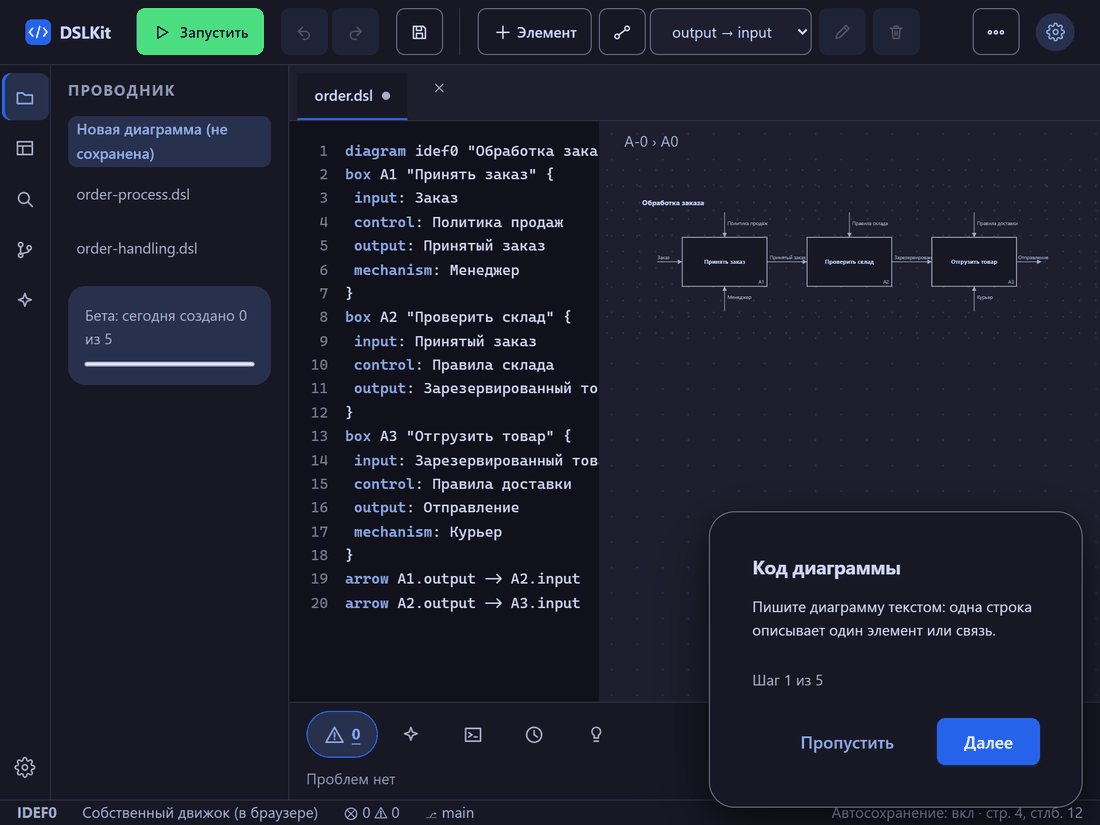 DSLKit
Запустить
Элемент
output → input
ПРОВОДНИК
Новая диаграмма (не
сохранена)
order-process.dsl
order-handling.dsl
Бета: сегодня создано 0
из 5
order.dsl
1 diagram idef0 "Обработка зака
2 box A1 "Принять заказ" {
3 input: Заказ
4 control: Политика продаж
5 output: Принятый заказ
6 mechanism: Менеджер
7 }
8 box A2 "Проверить склад" {
9 input: Принятый заказ
10 control: Правила склада
11 output: Зарезервированный то
12 }
13 box A3 "Отгрузить товар" {
14 input: Зарезервированный тов
15 control: Правила доставки
16 output: Отправление
17 mechanism: Курьер
18 }
19 arrow A1.output —> A2.input
20 arrow A2.output —> A3.input
A-0 › A0
Обработка заказа
Политика продаж
Правила склада
Правила доставки
Заказ
Принять заказ
A1
Принятый заказ
Проверить склад
A2
Зарезервирован
Отгрузить товар
A3
Отправление
Менеджер
Курьер
Код диаграммы
Пишите диаграмму текстом: одна строка
описывает один элемент или связь.
Шаг 1 из 5
Пропустить
Далее
0
Проблем нет
IDEF0
Собственный движок (в браузере)
0
0
main
Автосохранение: вкл · стр. 4, стлб. 12